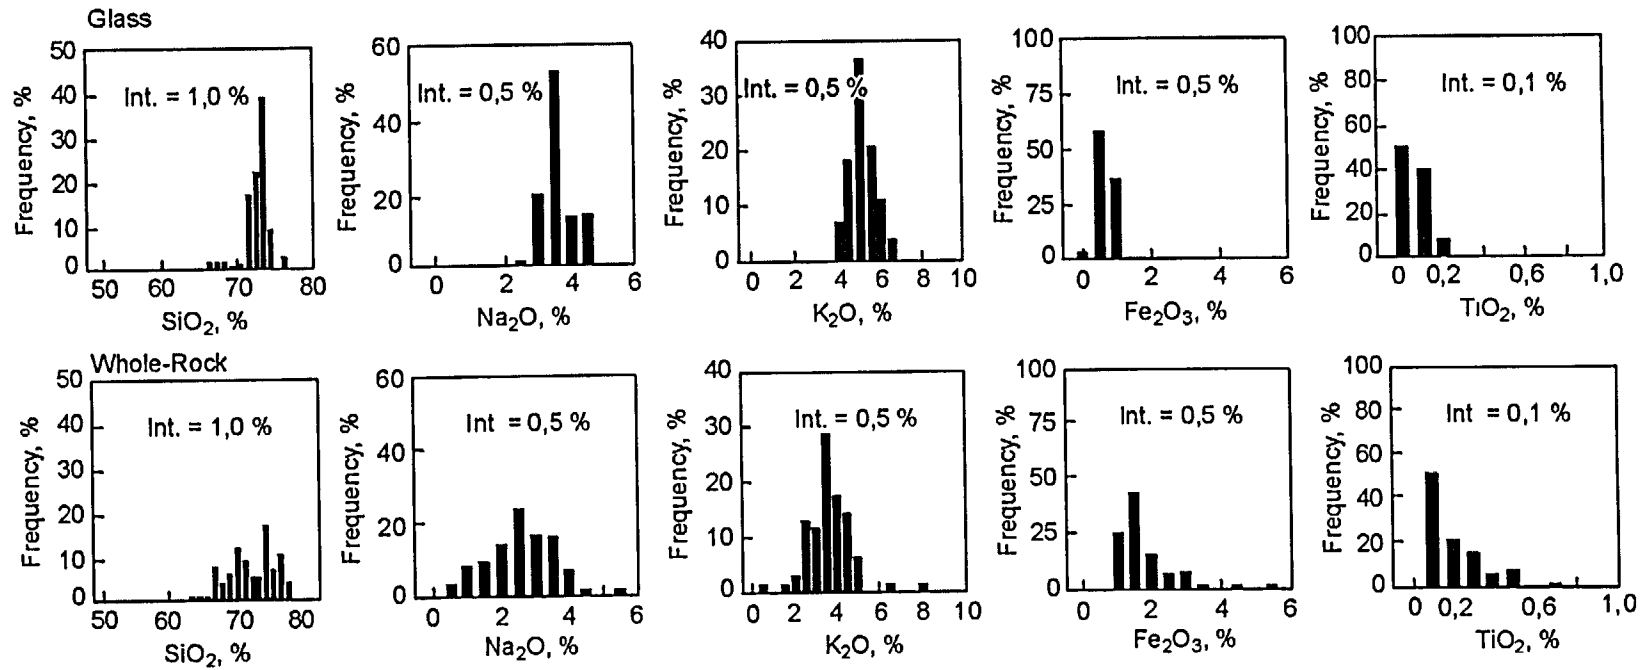 Glass
Frequency, %
50
40
30
20
10
0
Int. = 1,0 %
50 60 70 80
SiO2, %
Frequency, %
60
40
20
0
Int. = 0,5 %
0 2 4 6
Na2O, %
Frequency, %
40
30
20
10
0
Int. = 0,5 %
0 2 4 6 8 10
K2O, %
Frequency, %
100
75
50
25
0
Int. = 0,5 %
0 2 4 6
Fe2O3, %
Frequency, %
100
80
60
40
20
0
Int. = 0,1 %
0 0,2 0,6 1,0
TiO2, %
Whole-Rock
Frequency, %
50
40
30
20
10
0
Int. = 1,0 %
50 60 70 80
SiO2, %
Frequency, %
60
40
20
0
Int = 0,5 %
0 2 4 6
Na2O, %
Frequency, %
40
30
20
10
0
Int. = 0,5 %
0 2 4 6 8 10
K2O, %
Frequency, %
100
75
50
25
0
Int. = 0,5 %
0 2 4 6
Fe2O3, %
Frequency, %
100
80
60
40
20
0
Int = 0,1 %
0 0,2 0,6 1,0
TiO2, %